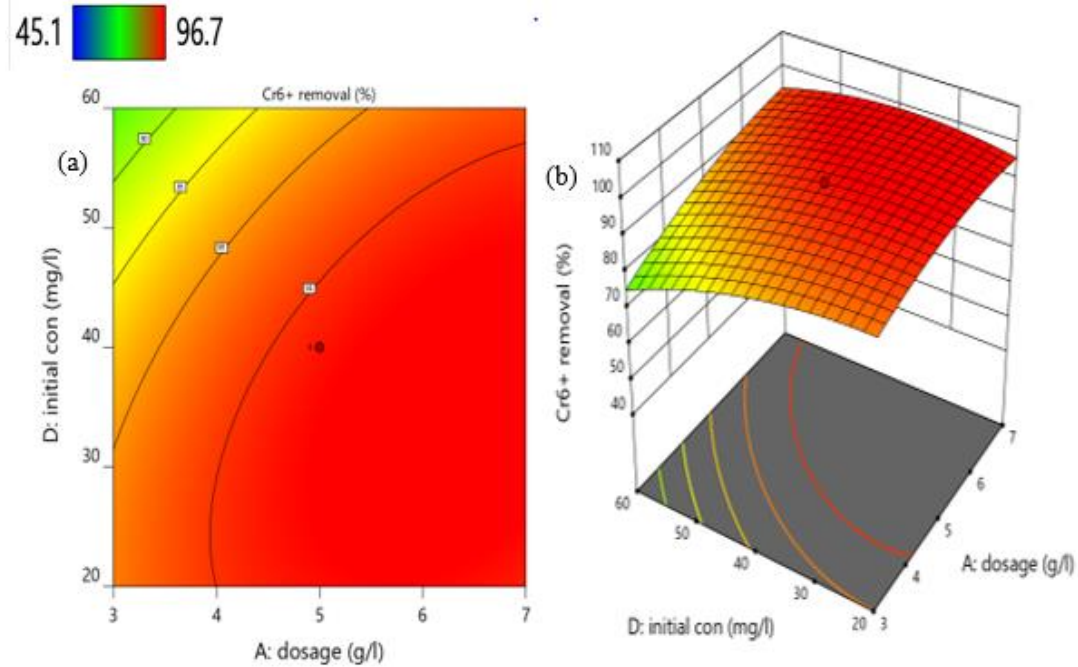 45.1 96.7
Cr6+ removal (%)
(a)
60
50
40
30
20
D: initial con (mg/l)
3 4 5 6 7
A: dosage (g/l)
(b)
110
100
90
80
70
60
50
40
Cr6+ removal (%)
60
50
40
30
20
D: initial con (mg/l)
3
4
5
6
7
A: dosage (g/l)